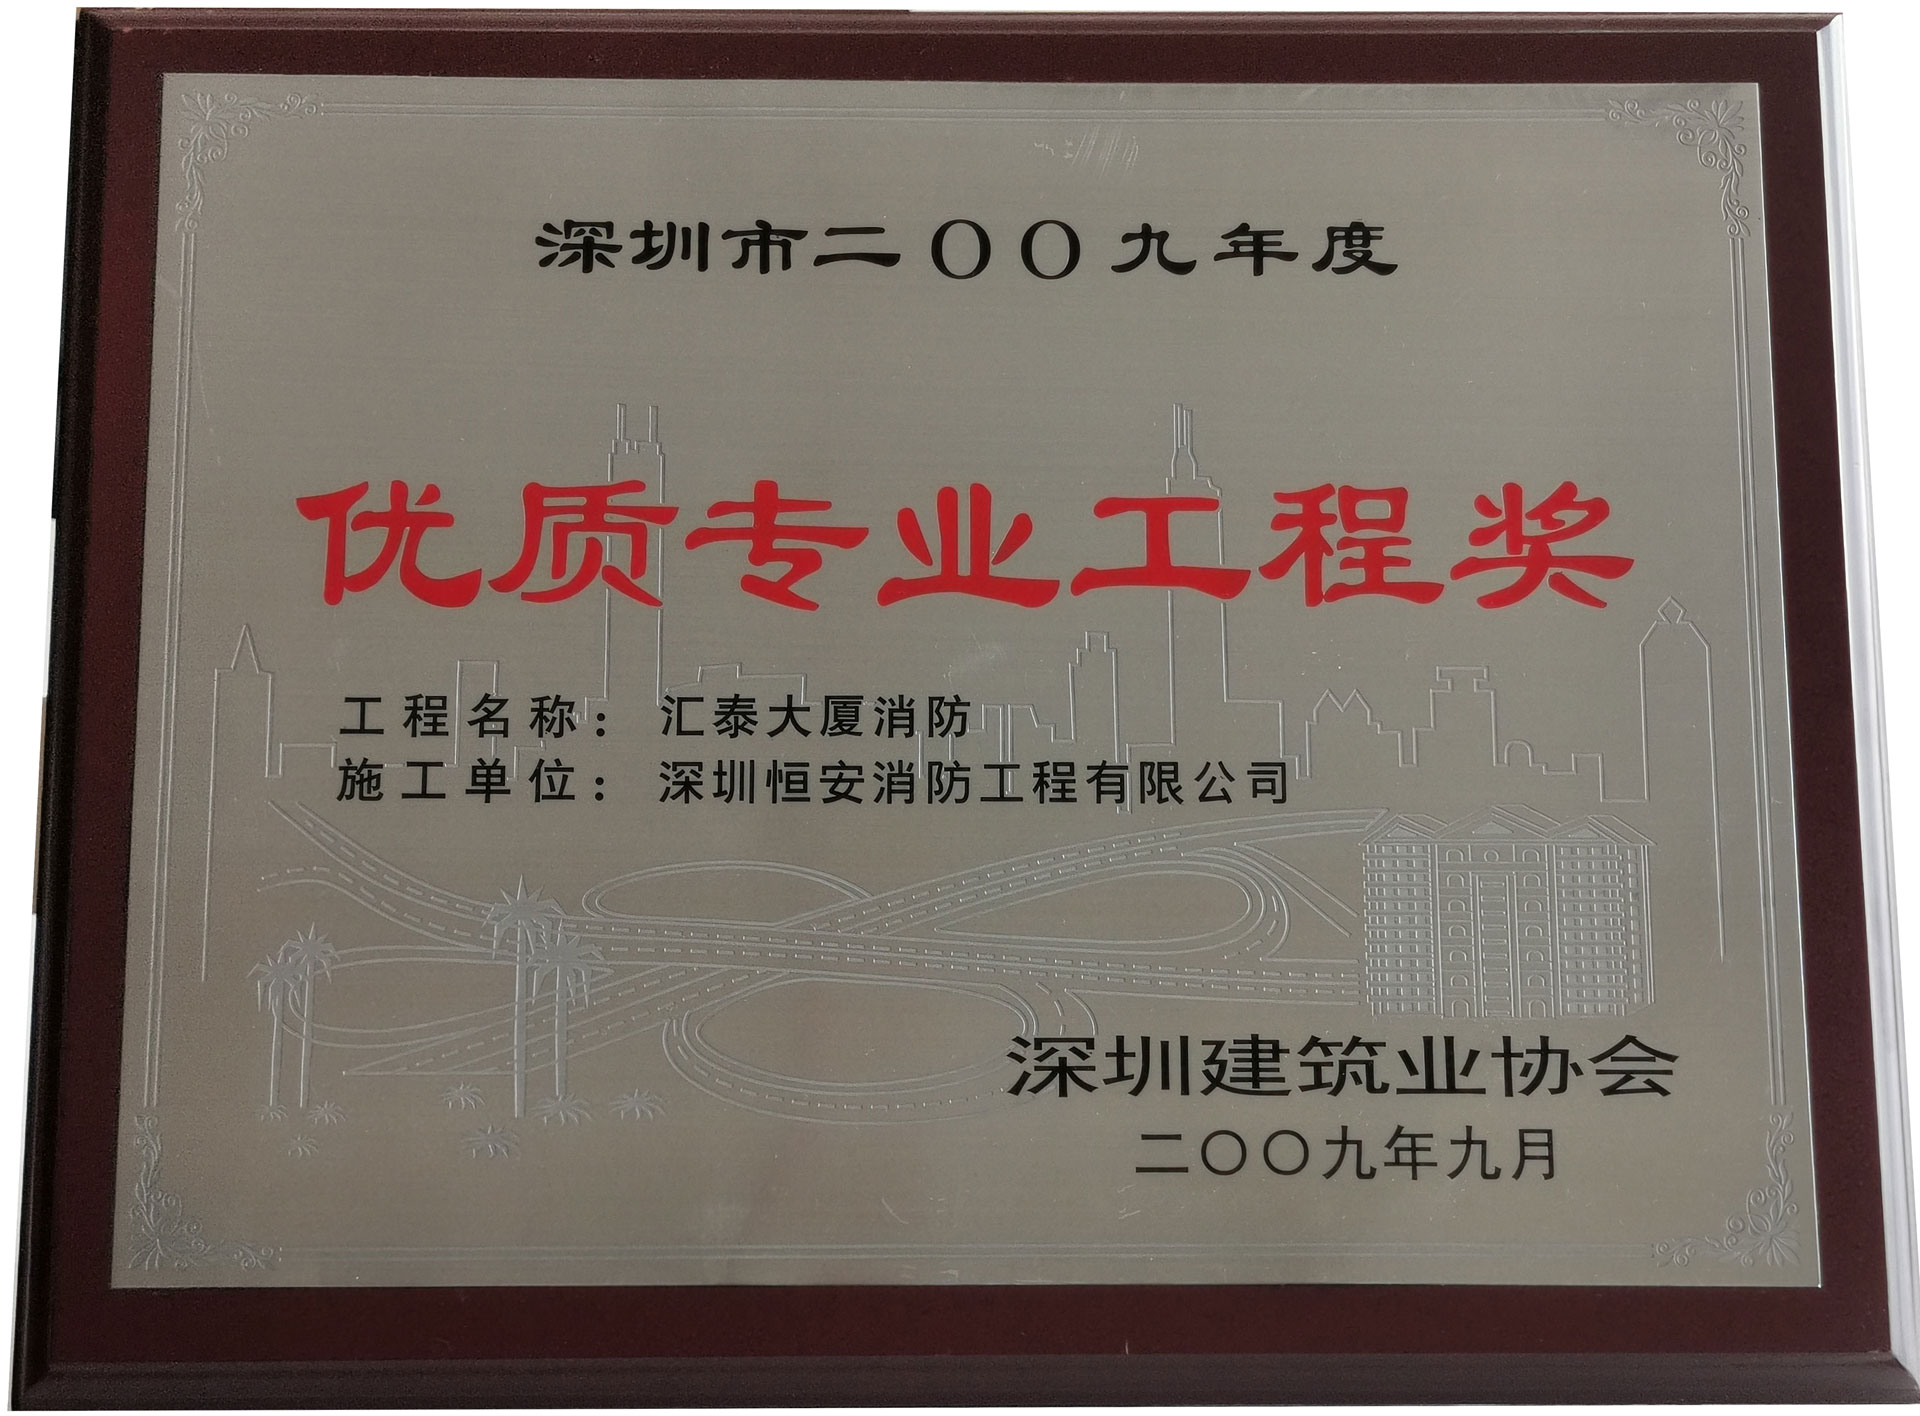 深圳市二〇〇九年度
优质专业工程奖
工程名称：汇泰大厦消防
施工单位：深圳恒安消防工程有限公司
深圳建筑业协会
二〇〇九年九月